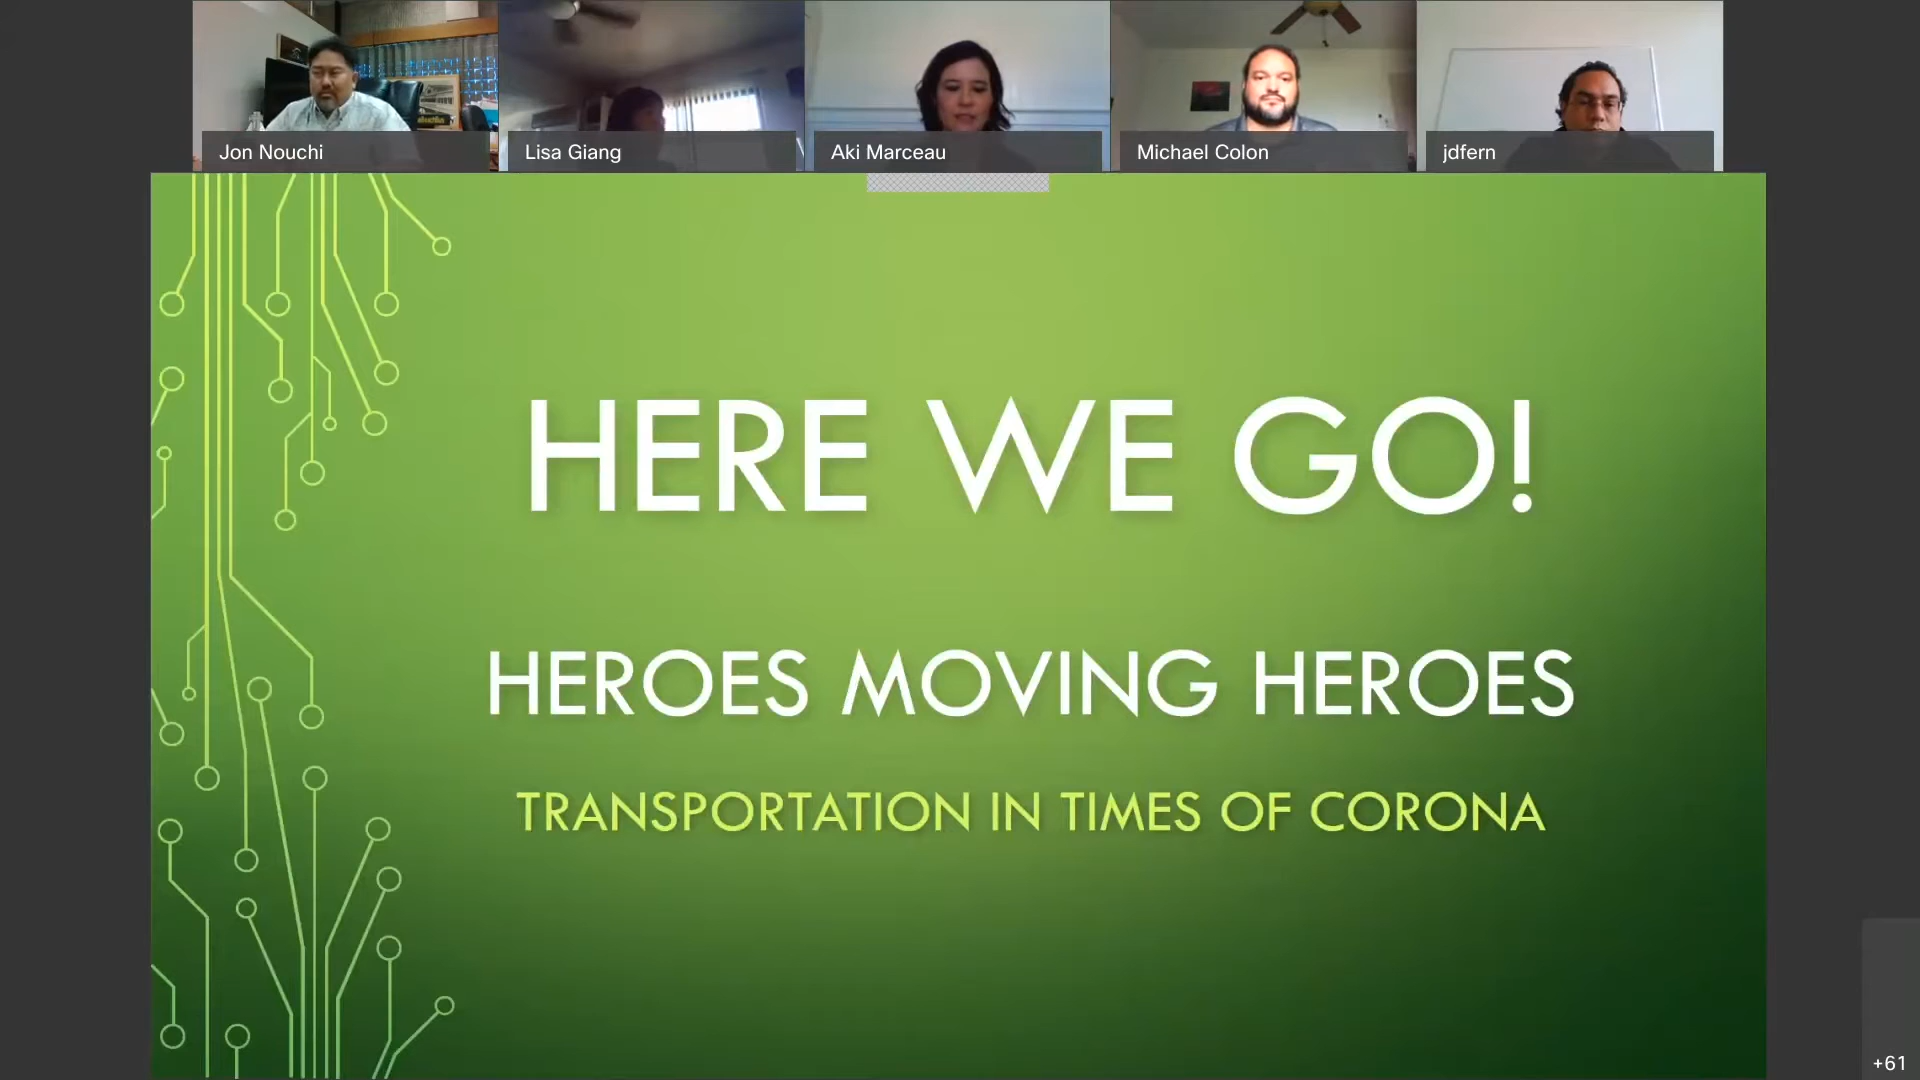 Jon Nouchi
Lisa Giang
Aki Marceau
Michael Colon
jdfern
HERE WE GO!
HEROES MOVING HEROES
TRANSPORTATION IN TIMES OF CORONA
+61